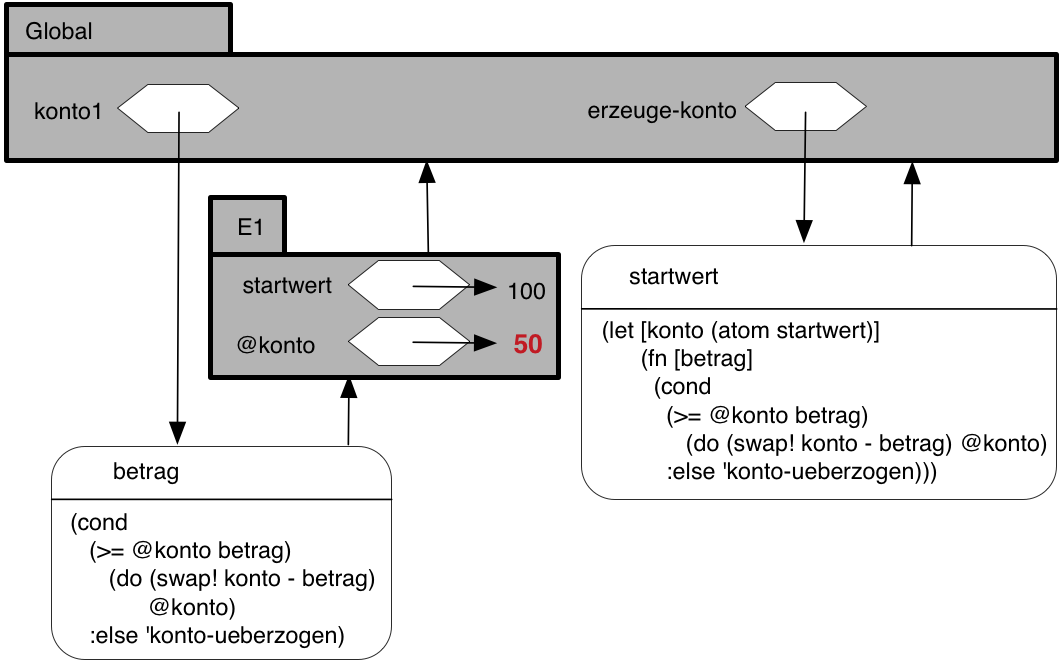 Global
konto1
erzeuge-konto
E1
startwert
100
@konto
50
startwert
(let [konto (atom startwert)]
(fn [betrag]
(cond
(>= @konto betrag)
(do (swap! konto - betrag) @konto)
:else 'konto-ueberzogen)))
betrag
(cond
(>= @konto betrag)
(do (swap! konto - betrag)
@konto)
:else 'konto-ueberzogen)